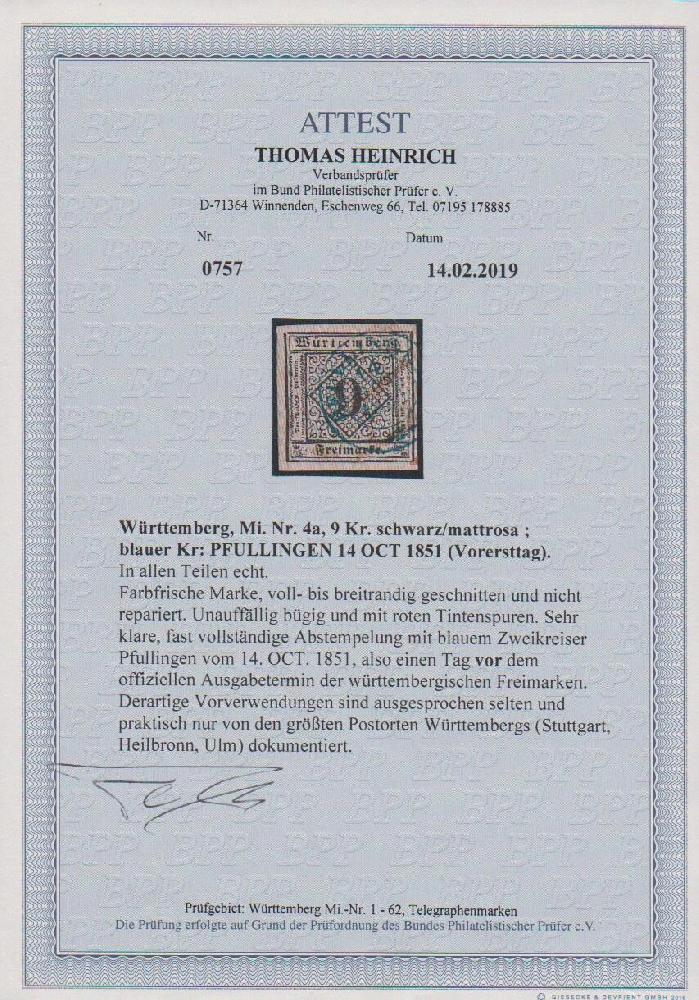 ATTEST
THOMAS HEINRICH
Verbandsprüfer
im Bund Philatelistischer Prüfer e. V.
D-71364 Winnenden, Eschenweg 66, Tel. 07195 178885
Nr. Datum
0757 14.02.2019
Württemberg
9
Freimarke.
Württemberg, Mi. Nr. 4a, 9 Kr. schwarz/mattrosa ;
blauer Kr: PFULLINGEN 14 OCT 1851 (Vorersttag).
In allen Teilen echt.
Farbfrische Marke, voll- bis breitrandig geschnitten und nicht
repariert. Unauffällig bügig und mit roten Tintenspuren. Sehr
klare, fast vollständige Abstempelung mit blauem Zweikreiser
Pfullingen vom 14. OCT. 1851, also einen Tag vor dem
offiziellen Ausgabetermin der württembergischen Freimarken.
Derartige Vorverwendungen sind ausgesprochen selten und
praktisch nur von den größten Postorten Württembergs (Stuttgart,
Heilbronn, Ulm) dokumentiert.
Prüfgebiet: Württemberg Mi.-Nr. 1 - 62, Telegraphenmarken
Die Prüfung erfolgte auf Grund der Prüfordnung des Bundes Philatelistischer Prüfer e.V.
© GIESECKE & DEVRIENT GMBH